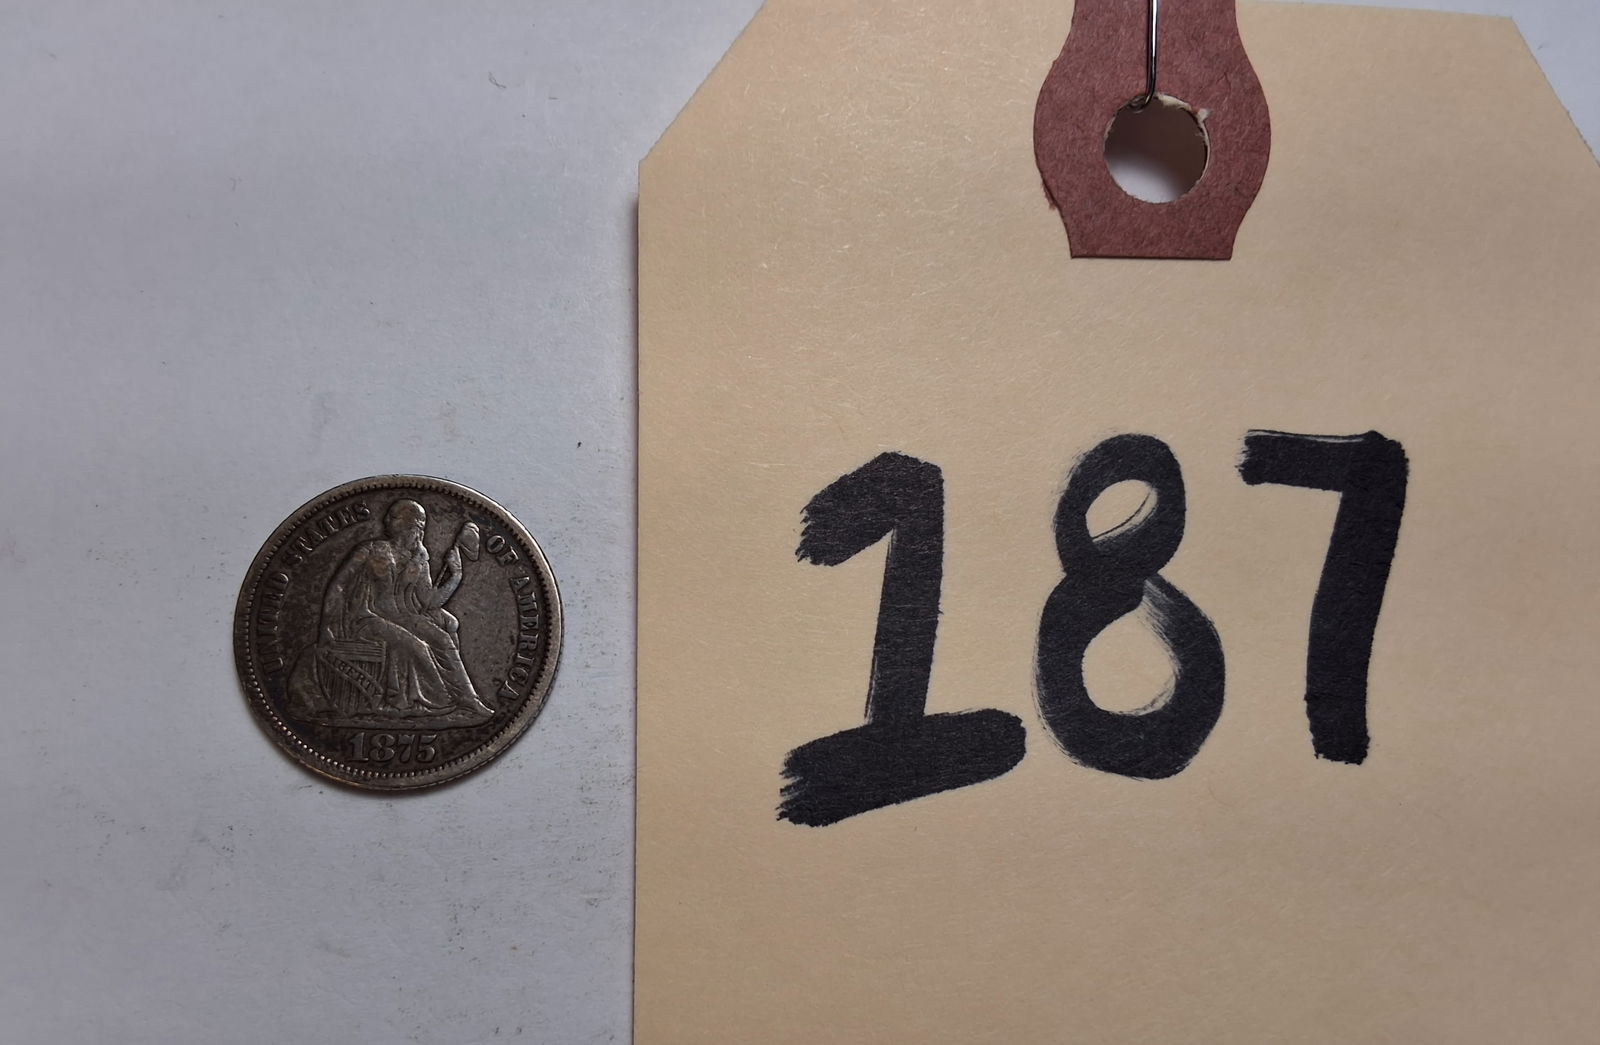 UNITED STATES OF AMERICA
LIBERTY
1875
187